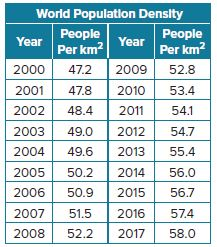 World Population Density
Year People Per km² Year People Per km²
2000 47.2 2009 52.8
2001 47.8 2010 53.4
2002 48.4 2011 54.1
2003 49.0 2012 54.7
2004 49.6 2013 55.4
2005 50.2 2014 56.0
2006 50.9 2015 56.7
2007 51.5 2016 57.4
2008 52.2 2017 58.0